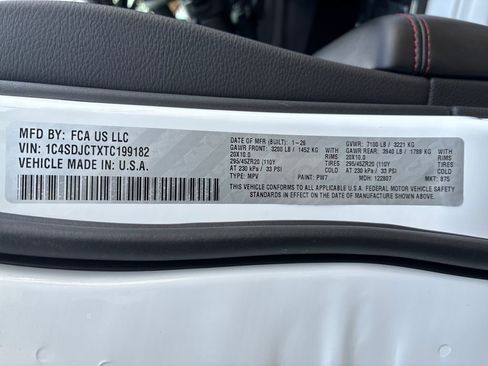 MFD BY: FCA US LLC
VIN: 1C4SDJCTXTC199182
VEHICLE MADE IN: U.S.A.
DATE OF MFR (BUILT): 1-26
GAWR FRONT: 3200 LB / 1452 KG WITH
20X10.0 RIMS
295/45ZR20 (110Y TIRES
AT 230 kPa / 33 PSI COLD
TYPE: MPV PAINT: PW7
GVWR: 7100 LB / 3221 KG
GAWR REAR: 3940 LB / 1788 KG WITH
20X10.0 RIMS
295/45ZR20 (110Y TIRES
AT 230 kPa / 33 PSI COLD
MDH: 122807 MKT: 875
THIS VEHICLE CONFORMS TO ALL APPLICABLE U.S.A. FEDERAL MOTOR VEHICLE SAFETY
STANDARDS IN EFFECT ON THE DATE OF MANUFACTURE SHOWN ABOVE.